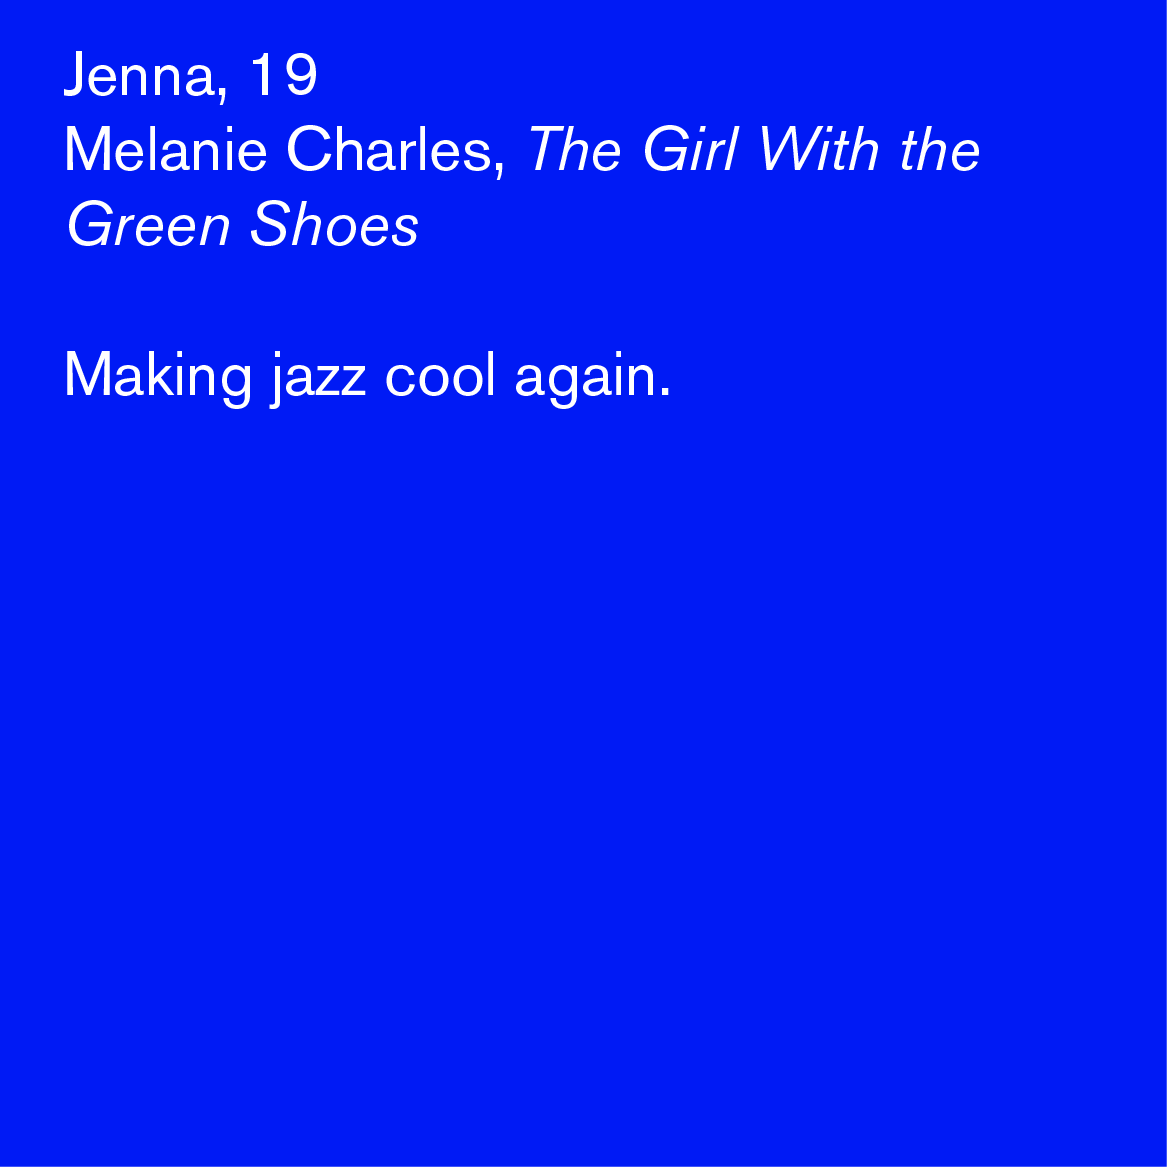 Jenna, 19
Melanie Charles, The Girl With the
Green Shoes
Making jazz cool again.